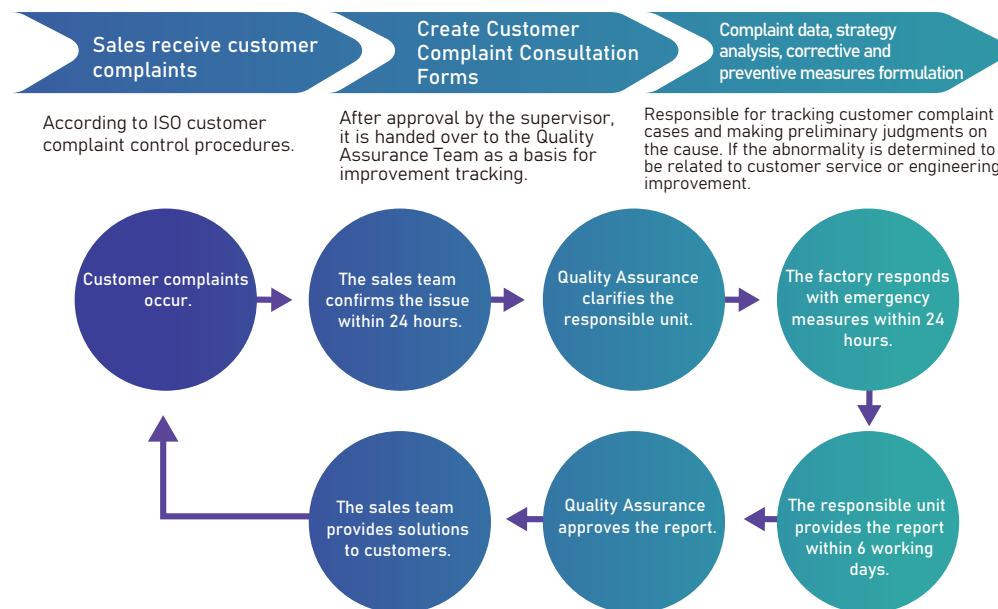 Sales receive customer
complaints
Create Customer
Complaint Consultation
Forms
Complaint data, strategy
analysis, corrective and
preventive measures formulation
According to ISO customer
complaint control procedures.
After approval by the supervisor,
it is handed over to the Quality
Assurance Team as a basis for
improvement tracking.
Responsible for tracking customer complaint
cases and making preliminary judgments on
the cause. If the abnormality is determined to
be related to customer service or engineering
improvement.
Customer complaints
occur.
The sales team
confirms the issue
within 24 hours.
Quality Assurance
clarifies the
responsible unit.
The factory responds
with emergency
measures within 24
hours.
The sales team
provides solutions
to customers.
Quality Assurance
approves the report.
The responsible unit
provides the report
within 6 working
days.